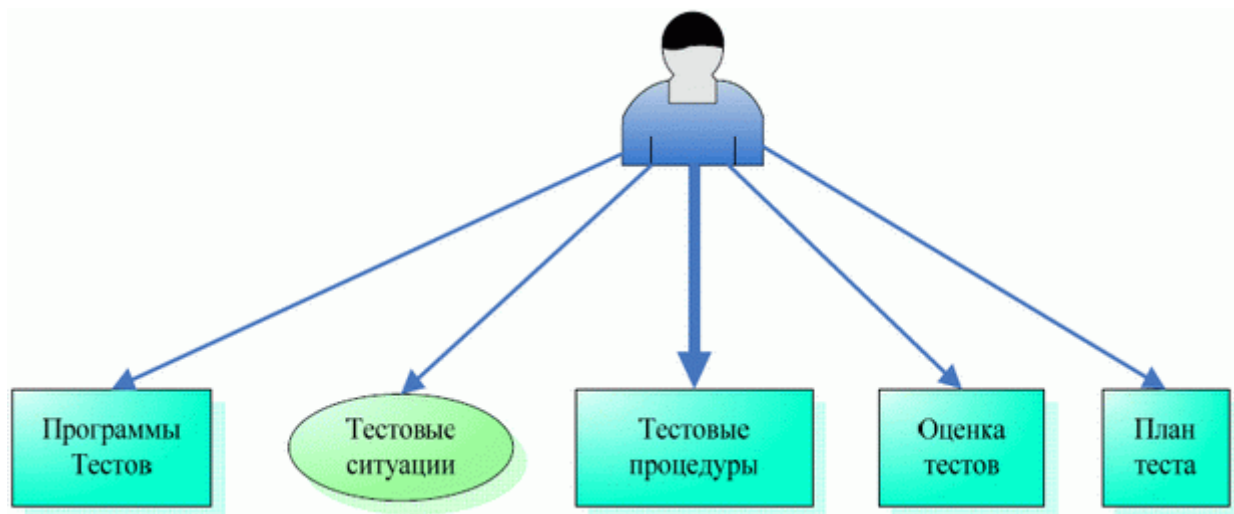 Программы
Тестов
Тестовые
ситуации
Тестовые
процедуры
Оценка
тестов
План
теста